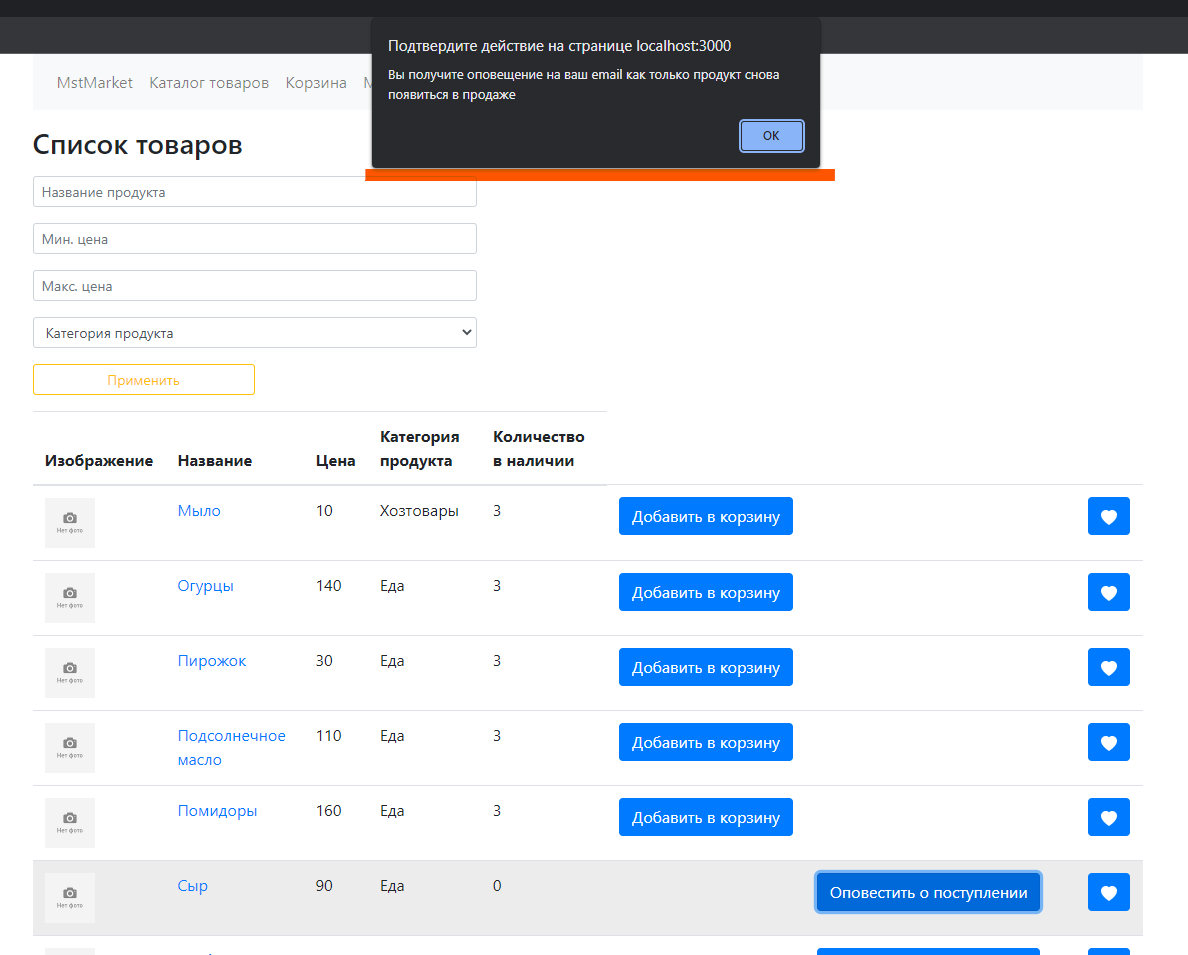 Подтвердите действие на странице localhost:3000
Вы получите оповещение на ваш email как только продукт снова
появиться в продаже
ОК
MstMarket Каталог товаров Корзина
Список товаров
Название продукта
Мин. цена
Макс. цена
Категория продукта
Применить
Изображение Название Цена Категория продукта Количество в наличии
Нет фото Мыло 10 Хозтовары 3 Добавить в корзину
Нет фото Огурцы 140 Еда 3 Добавить в корзину
Нет фото Пирожок 30 Еда 3 Добавить в корзину
Нет фото Подсолнечное масло 110 Еда 3 Добавить в корзину
Нет фото Помидоры 160 Еда 3 Добавить в корзину
Нет фото Сыр 90 Еда 0 Оповестить о поступлении